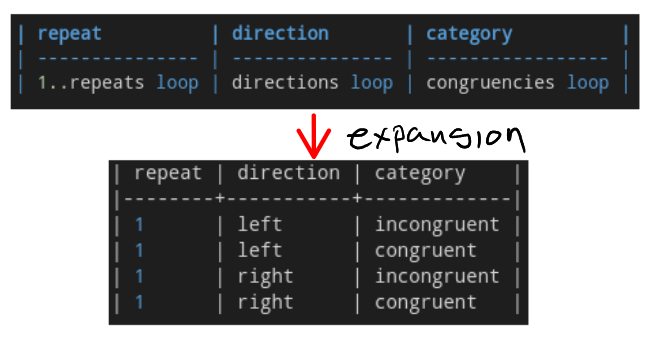 | repeat | direction | category |
| --------------- | --------------- | ----------------- |
| 1..repeats loop | directions loop | congruencies loop |
expansion
| repeat | direction | category |
|--------+-----------+-------------|
| 1 | left | incongruent |
| 1 | left | congruent |
| 1 | right | incongruent |
| 1 | right | congruent |